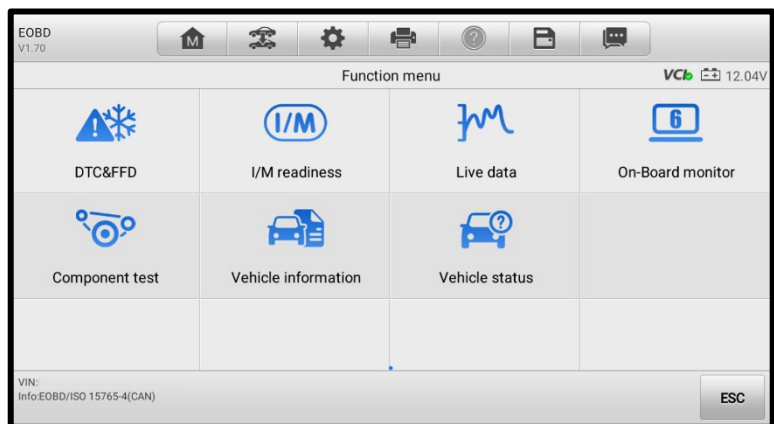 EOBD
V1.70
M
Function menu
VCI
12.04V
I/M
6
DTC&FFD
I/M readiness
Live data
On-Board monitor
Component test
Vehicle information
Vehicle status
VIN:
Info:EOBD/ISO 15765-4(CAN)
ESC